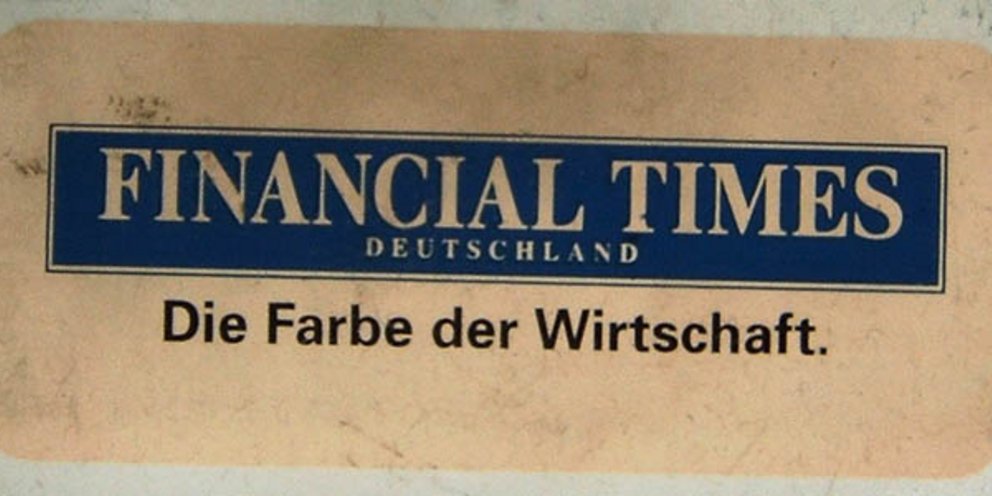 FINANCIAL TIMES
DEUTSCHLAND
Die Farbe der Wirtschaft.